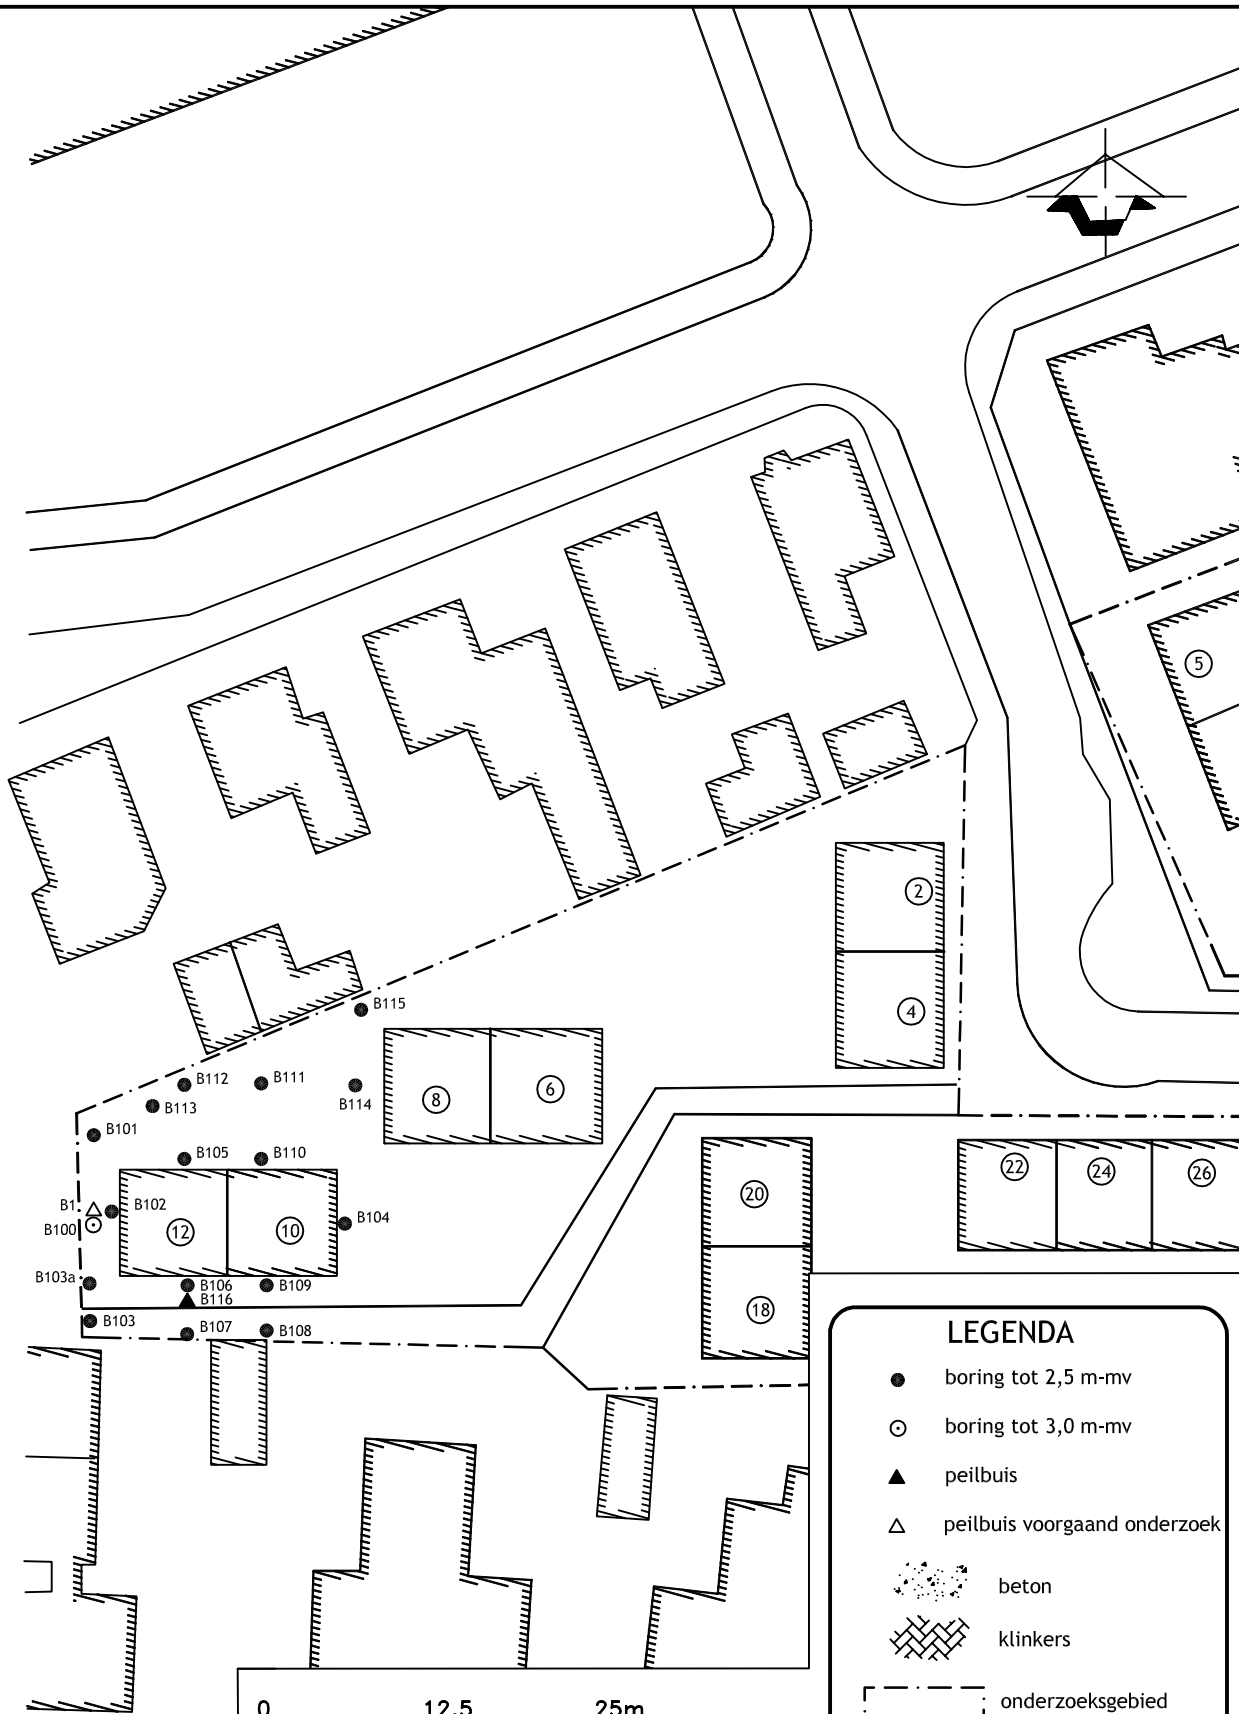 5
2
4
B115
B112
B111
B113
B114
8
6
B101
B105
B110
22
24
26
20
B1
B102
B100
12
10
B104
B103a
B106
B109
B116
18
B103
B107
B108
LEGENDA
boring tot 2,5 m-mv
boring tot 3,0 m-mv
peilbuis
peilbuis voorgaand onderzoek
beton
klinkers
onderzoeksgebied
0 12.5 25m